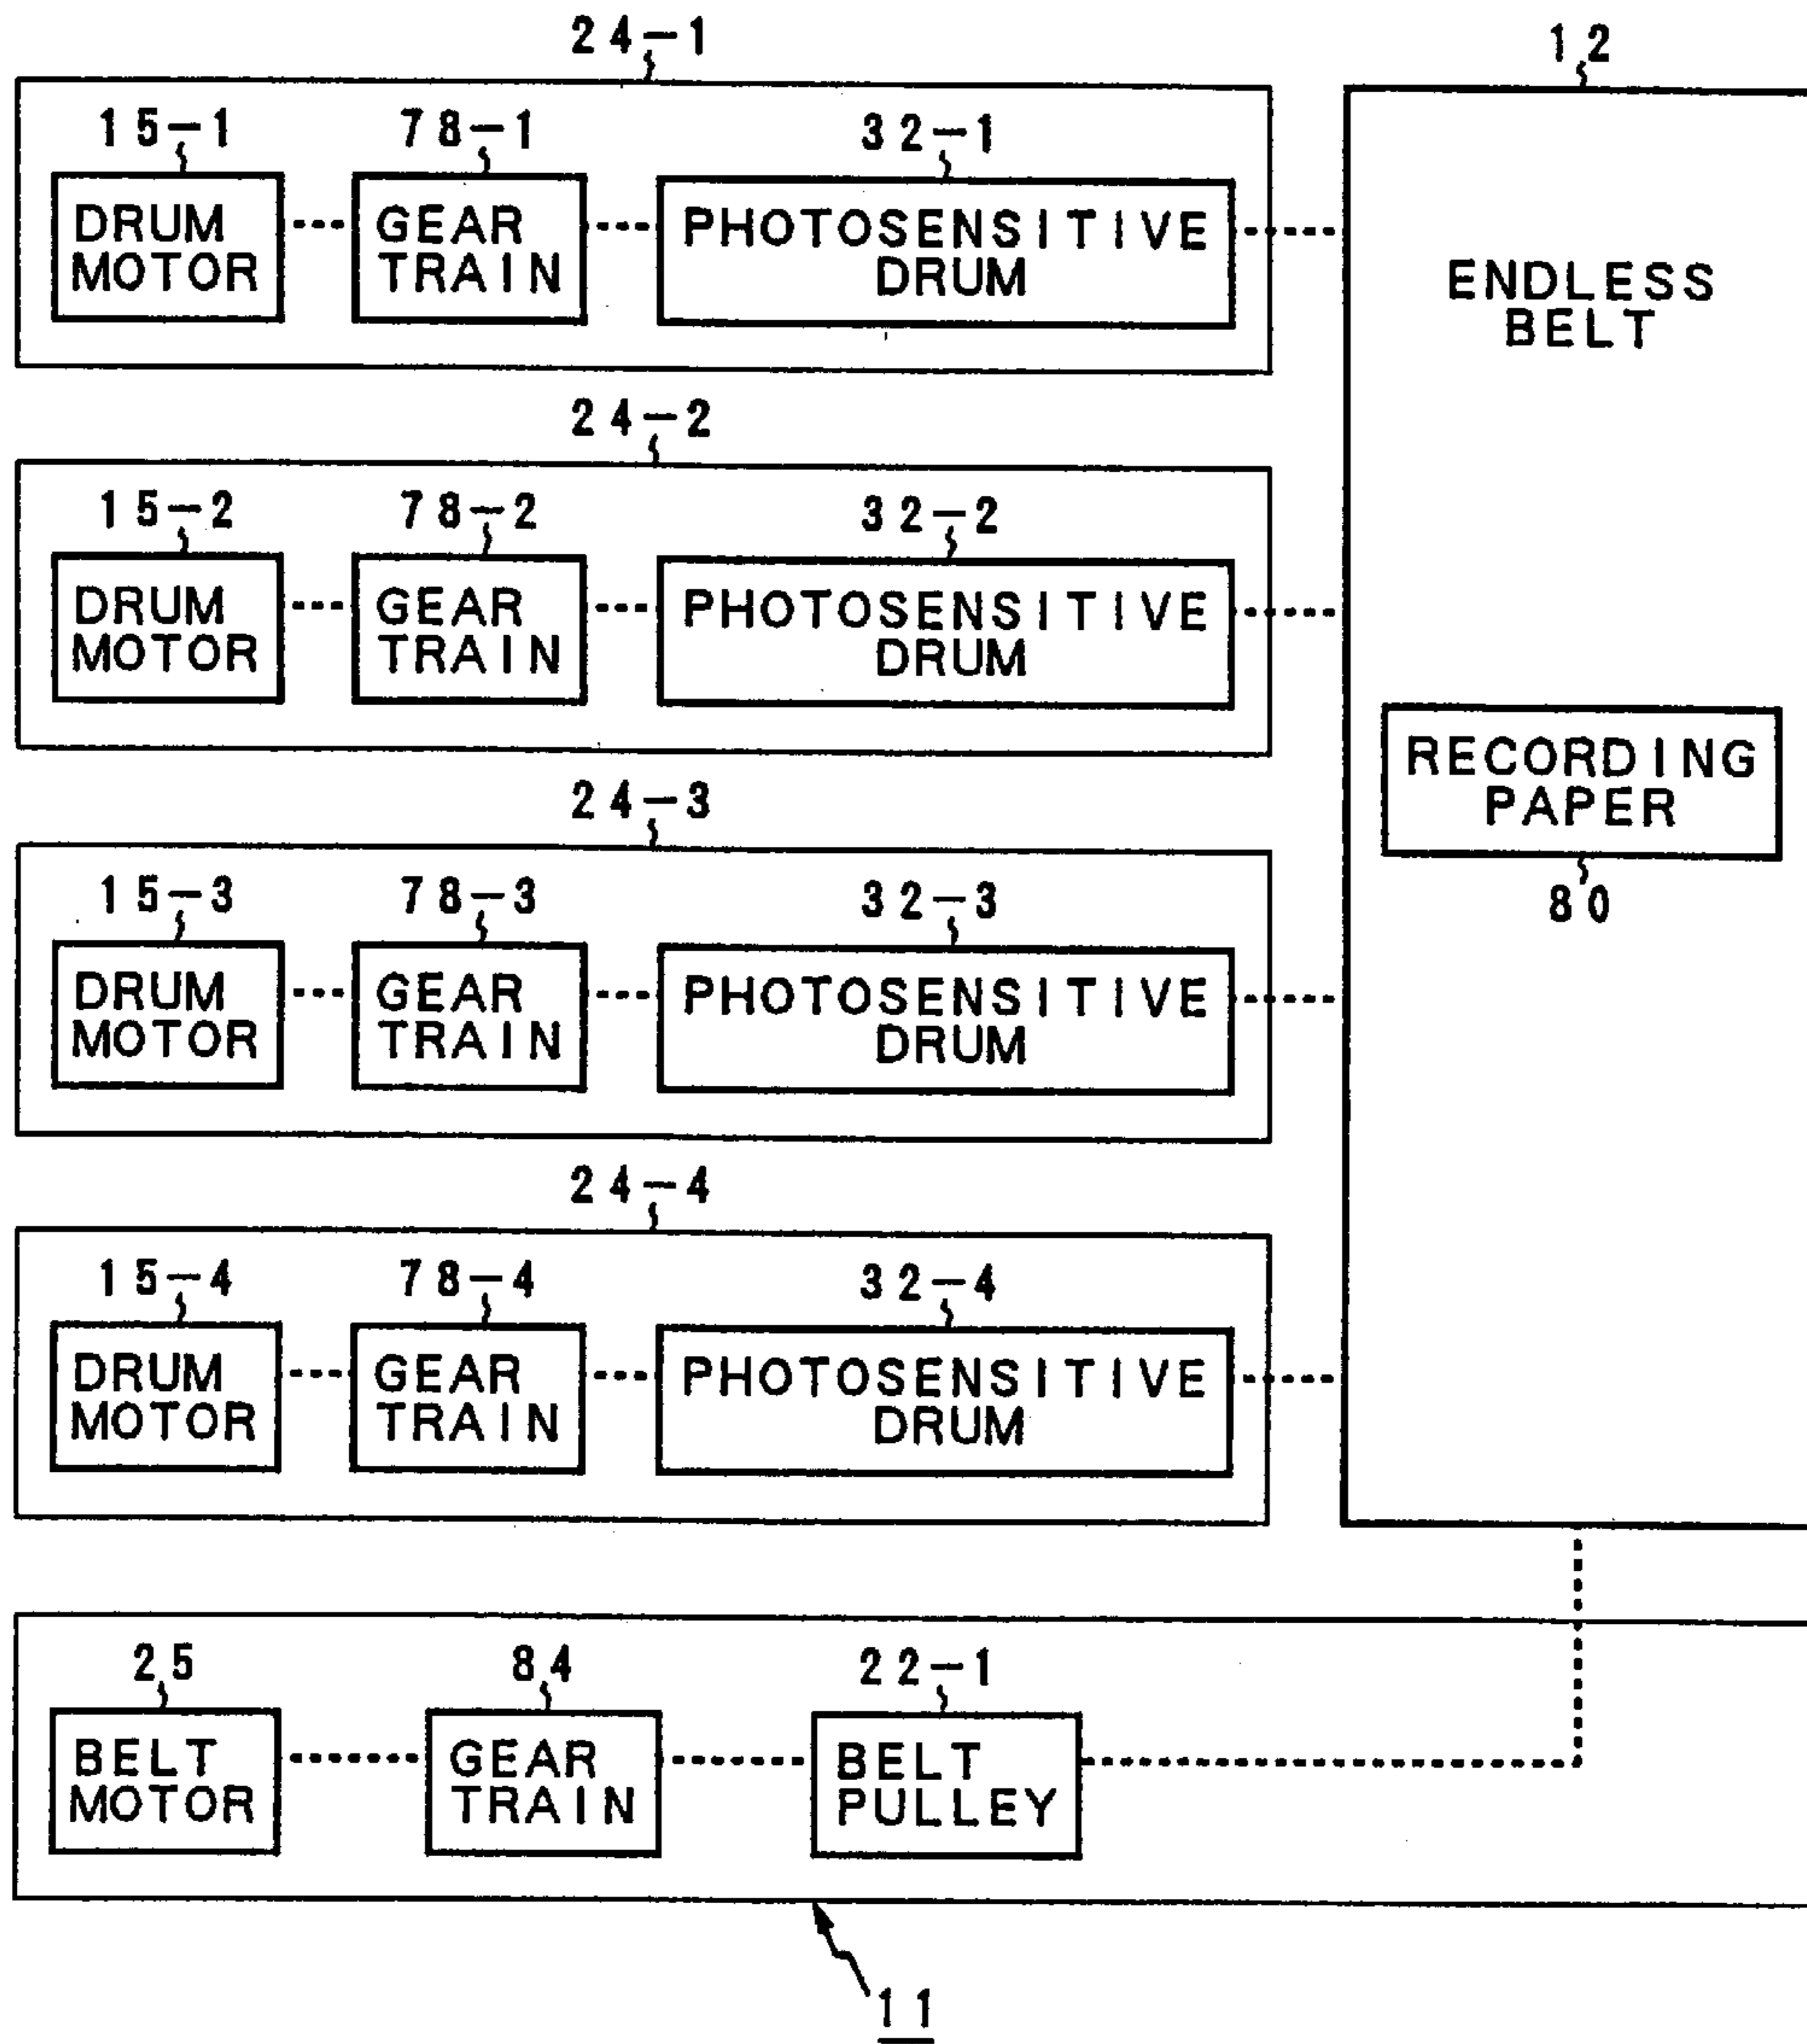 24-1
12
15-1 78-1 32-1
DRUM MOTOR
GEAR TRAIN
PHOTOSENSITIVE DRUM
ENDLESS BELT
24-2
15-2 78-2 32-2
DRUM MOTOR
GEAR TRAIN
PHOTOSENSITIVE DRUM
RECORDING PAPER
80
24-3
15-3 78-3 32-3
DRUM MOTOR
GEAR TRAIN
PHOTOSENSITIVE DRUM
24-4
15-4 78-4 32-4
DRUM MOTOR
GEAR TRAIN
PHOTOSENSITIVE DRUM
25 84 22-1
BELT MOTOR
GEAR TRAIN
BELT PULLEY
11